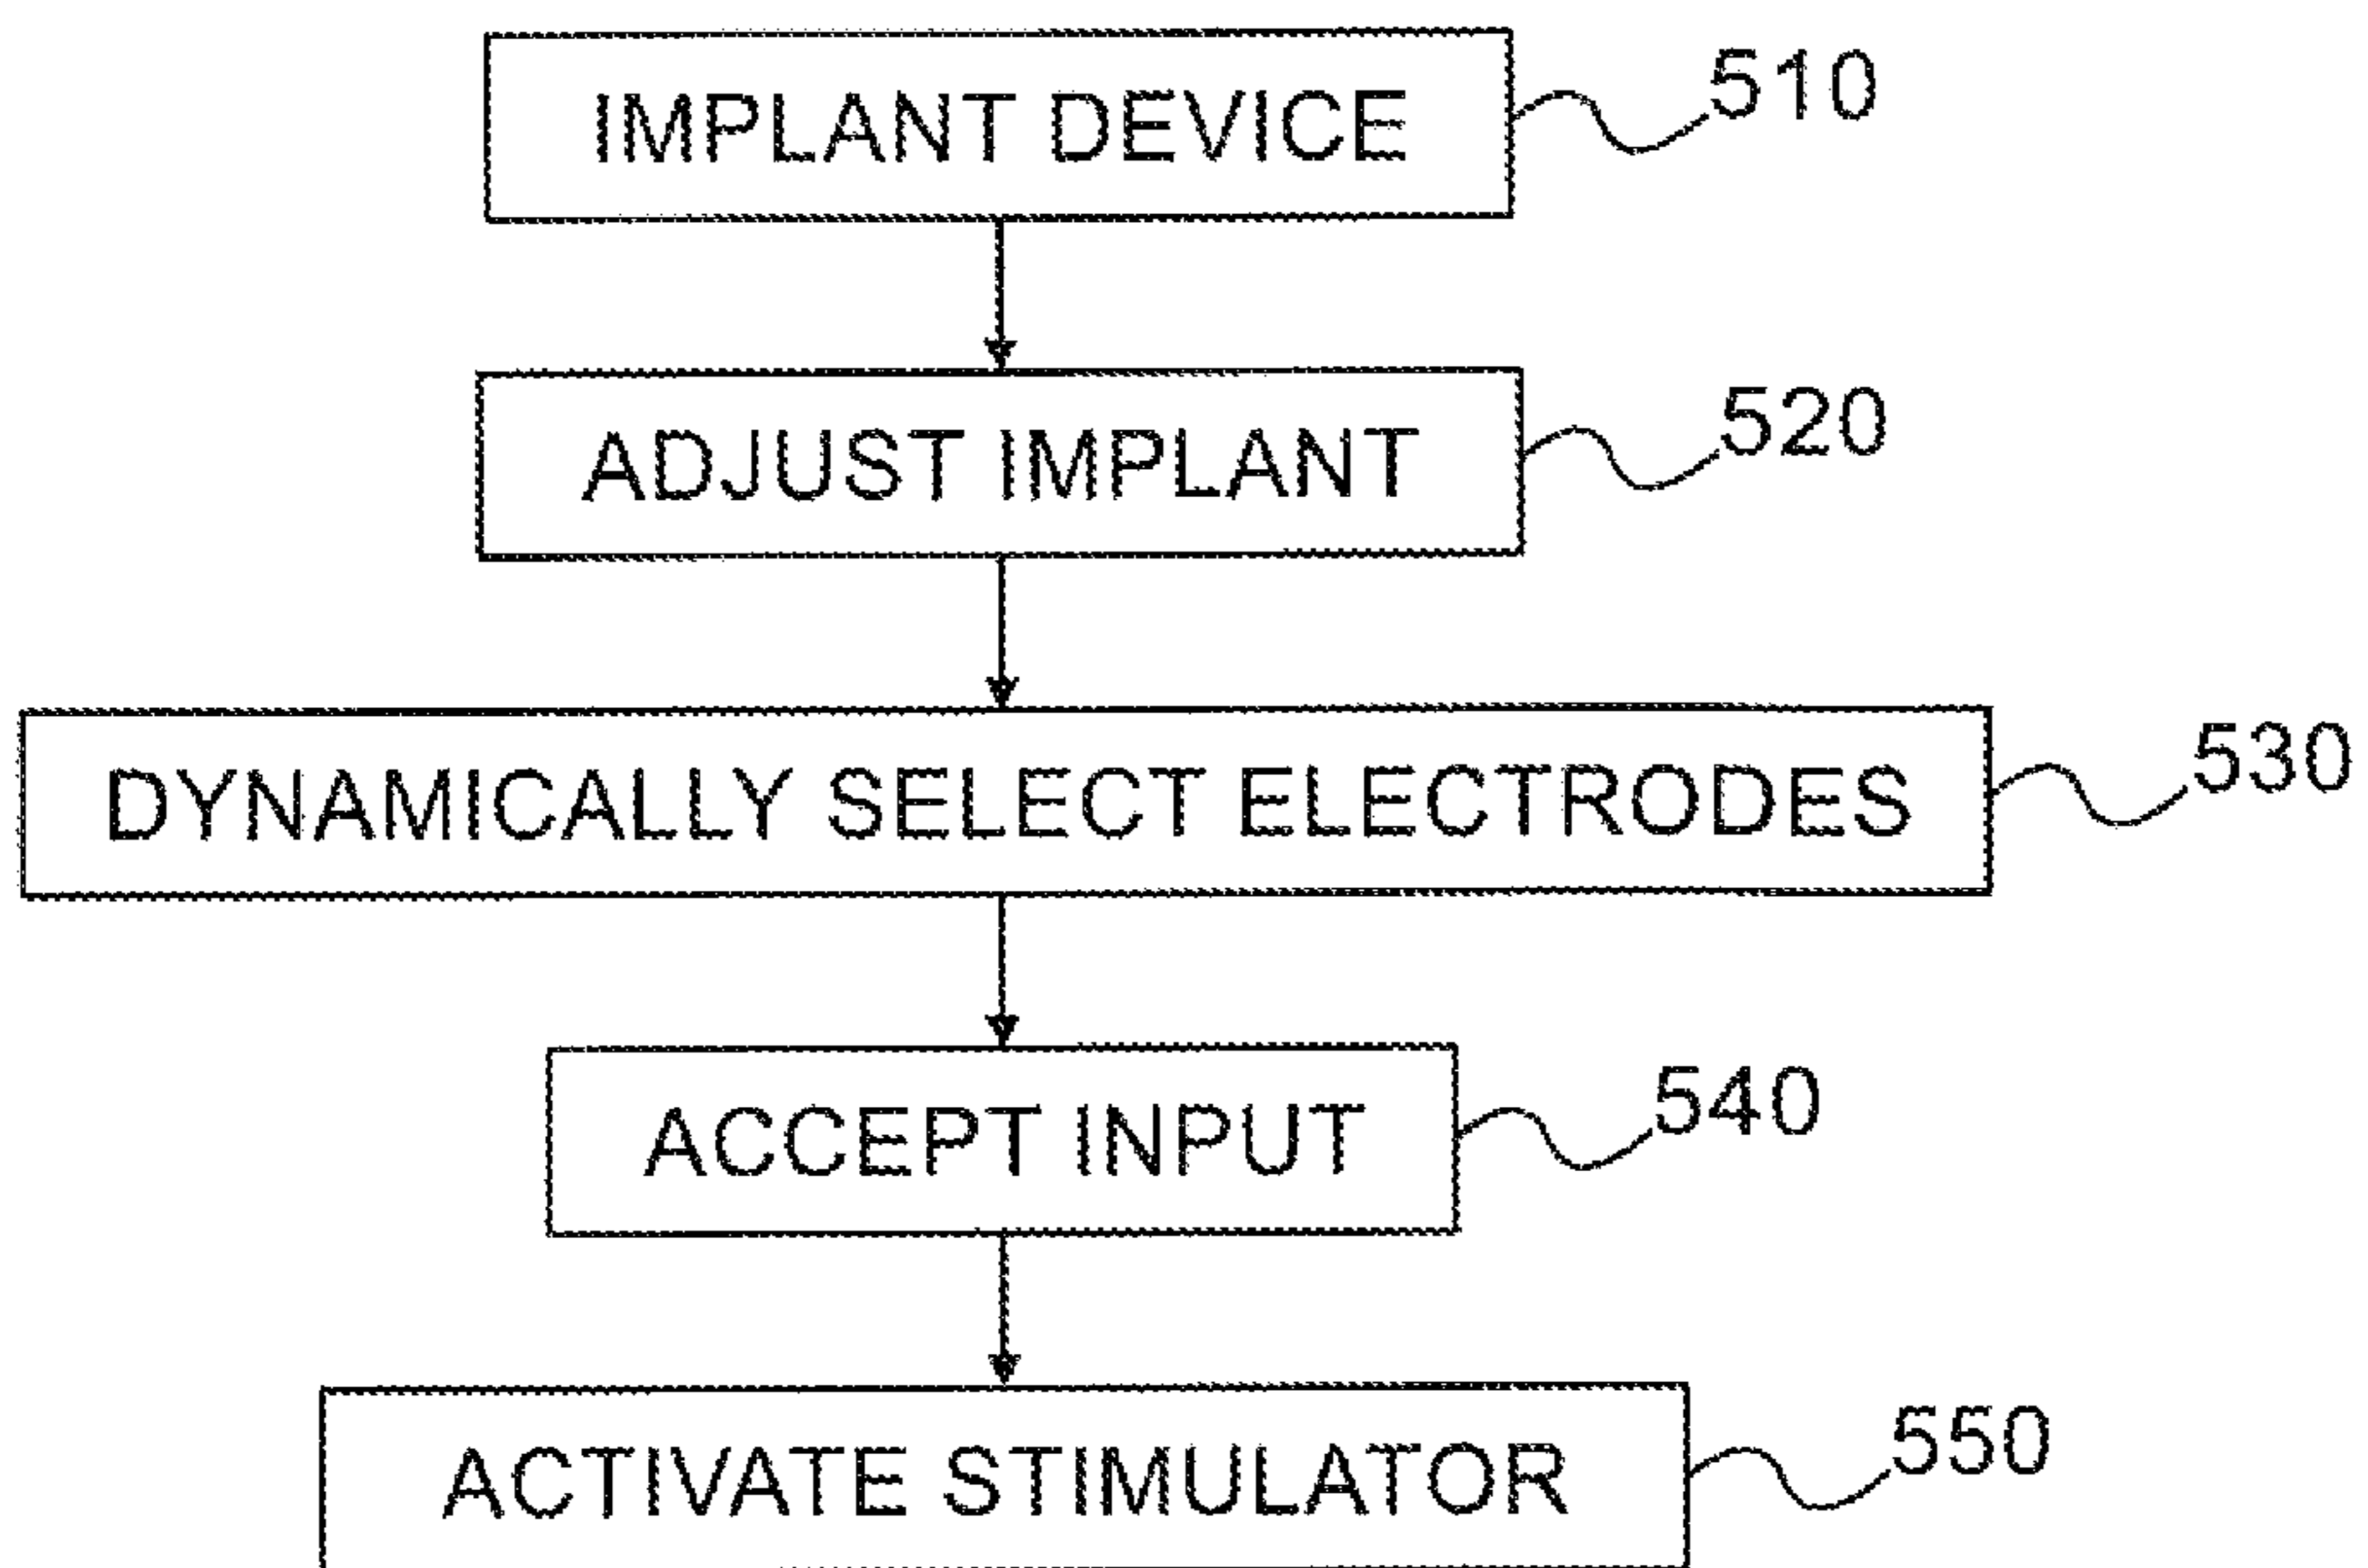 IMPLANT DEVICE 510
ADJUST IMPLANT 520
DYNAMICALLY SELECT ELECTRODES 530
ACCEPT INPUT 540
ACTIVATE STIMULATOR 550